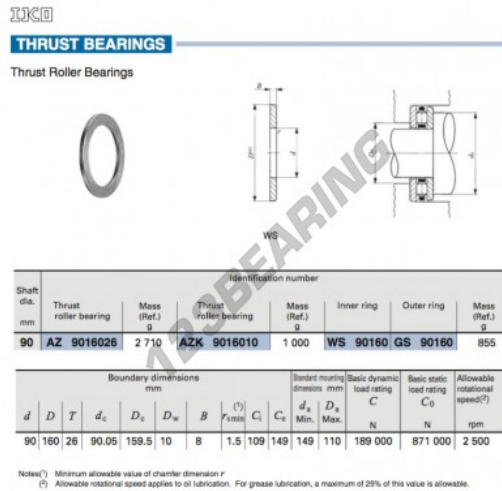 IKO
THRUST BEARINGS
Thrust Roller Bearings
WS
123BEARING
Shaft dia. mm
Identification number
Thrust roller bearing
Mass (Ref.) g
Thrust roller bearing
Mass (Ref.) g
Inner ring
Outer ring
Mass (Ref.) g
90 AZ 9016026 2 710 AZK 9016010 1 000 WS 90160 GS 90160 855
Boundary dimensions mm
Standard mounting dimensions mm
Basic dynamic load rating C N
Basic static load rating C0 N
Allowable rotational speed(2) rpm
d D T dc Dc Dw B rs min(1) Ci Ce da Min. Da Max.
90 160 26 90.05 159.5 10 8 1.5 109 149 149 110 189 000 871 000 2 500
Notes(1) Minimum allowable value of chamfer dimension r
(2) Allowable rotational speed applies to oil lubrication. For grease lubrication, a maximum of 25% of this value is allowable.